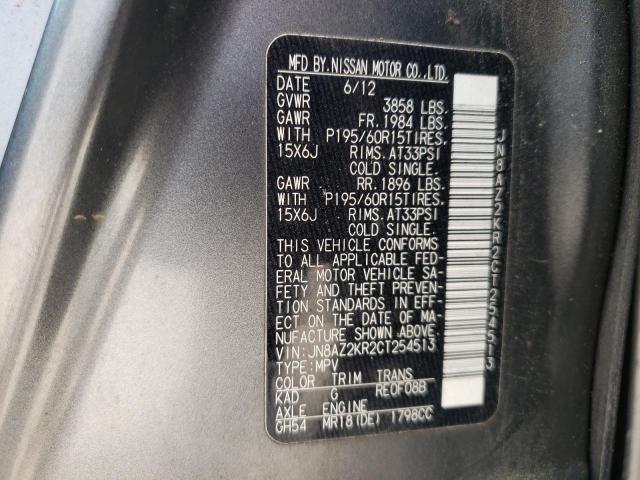 MFD BY. NISSAN MOTOR CO., LTD.
DATE 6/12
GVWR 3858 LBS.
GAWR FR. 1984 LBS.
WITH P195/60R15TIRES.
15X6J RIMS. AT33PSI
COLD SINGLE.
GAWR RR. 1896 LBS.
WITH P195/60R15TIRES.
15X6J RIMS. AT33PSI
COLD SINGLE.
THIS VEHICLE CONFORMS
TO ALL APPLICABLE FED-
ERAL MOTOR VEHICLE SA-
FETY AND THEFT PREVEN-
TION STANDARDS IN EFF-
ECT ON THE DATE OF MA-
NUFACTURE SHOWN ABOVE.
VIN: JN8AZ2KR2CT254513
TYPE: MPV
COLOR TRIM TRANS
KAD G RE0F08B
AXLE ENGINE
GH54 MR18(DE) 1798CC
JN8AZ2KR2CT254513